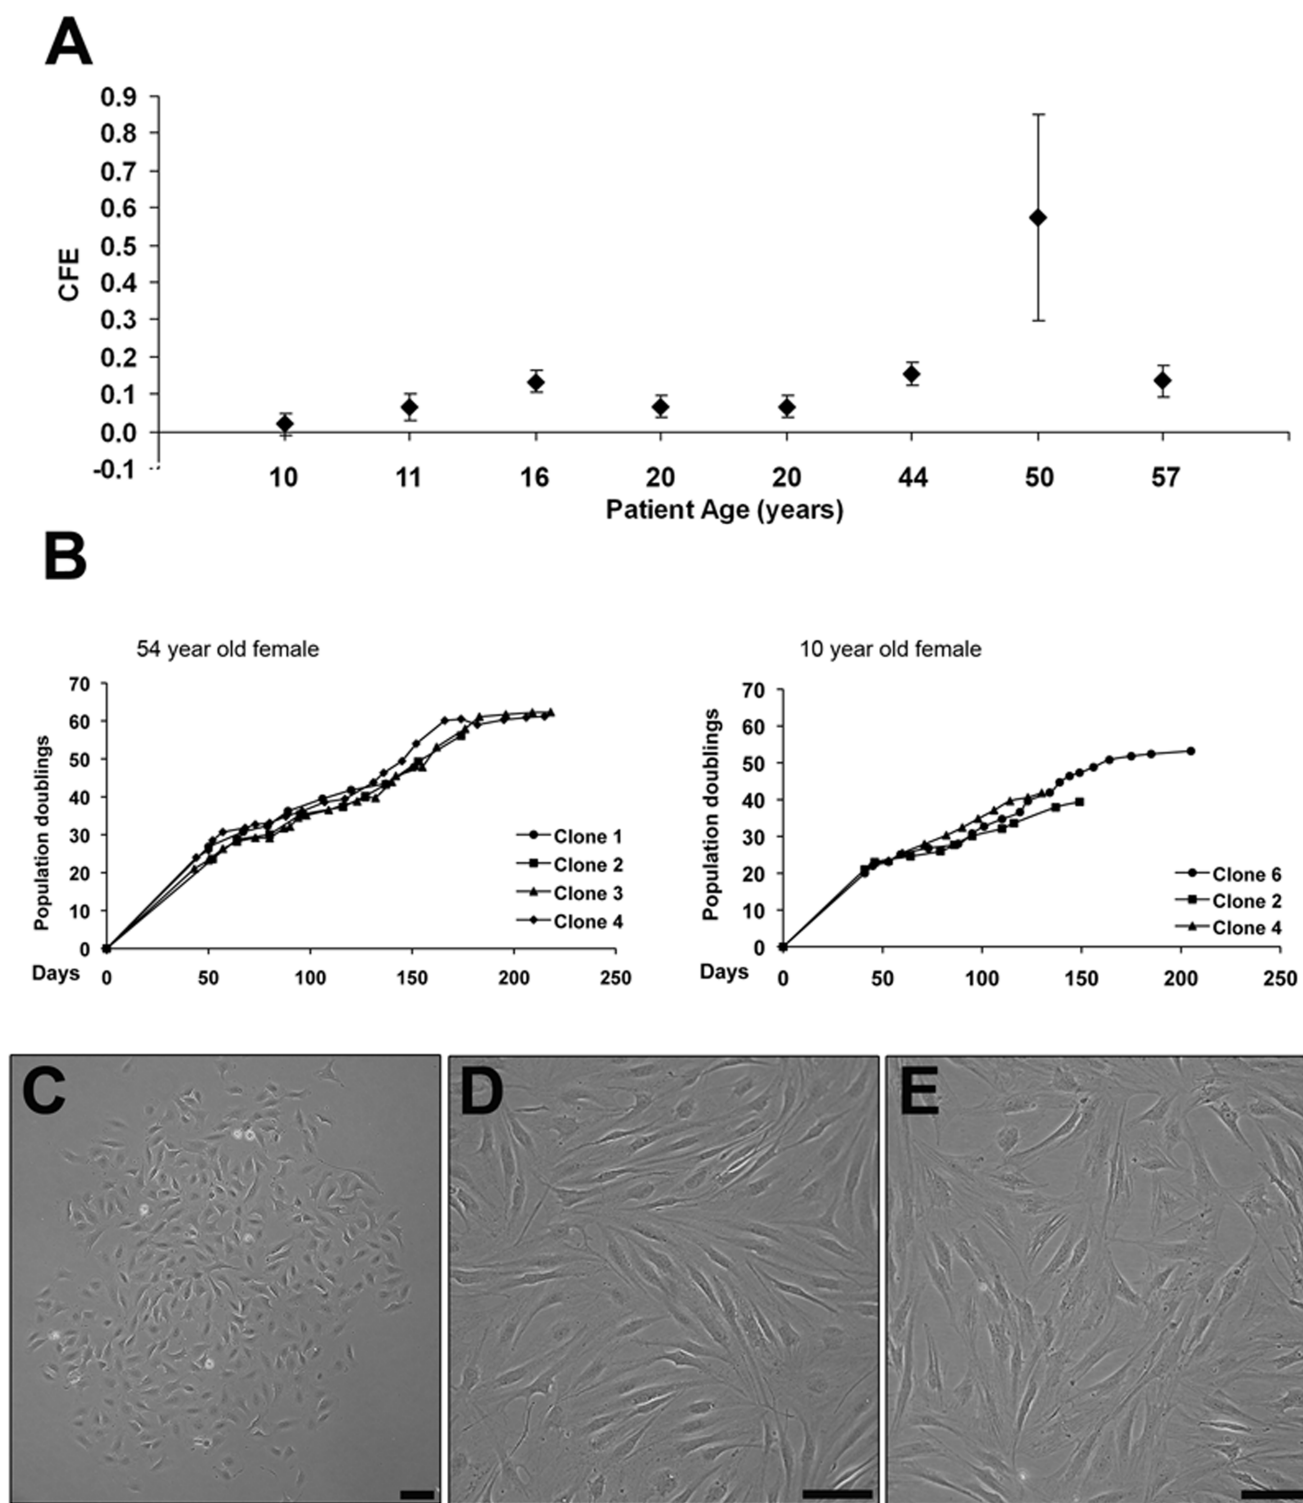 A
0.9
0.8
0.7
0.6
0.5
0.4
0.3
0.2
0.1
0.0
-0.1
CFE
10 11 16 20 20 44 50 57
Patient Age (years)
B
54 year old female
70
60
50
40
30
20
10
0
Population doublings
Clone 1
Clone 2
Clone 3
Clone 4
Days 0 50 100 150 200 250
10 year old female
70
60
50
40
30
20
10
0
Population doublings
Clone 6
Clone 2
Clone 4
Days 0 50 100 150 200 250
C
D
E